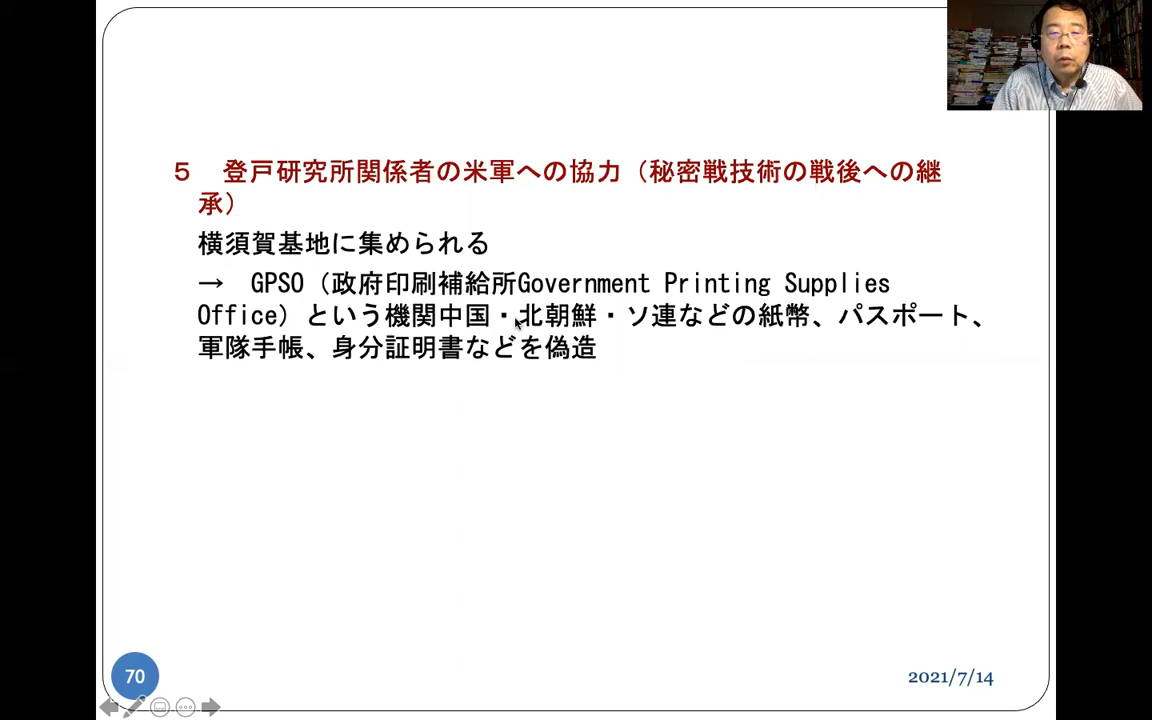 ５　登戸研究所関係者の米軍への協力（秘密戦技術の戦後への継
承）
横須賀基地に集められる
→　GPSO（政府印刷補給所Government Printing Supplies
Office）という機関中国・北朝鮮・ソ連などの紙幣、パスポート、
軍隊手帳、身分証明書などを偽造
70
2021/7/14